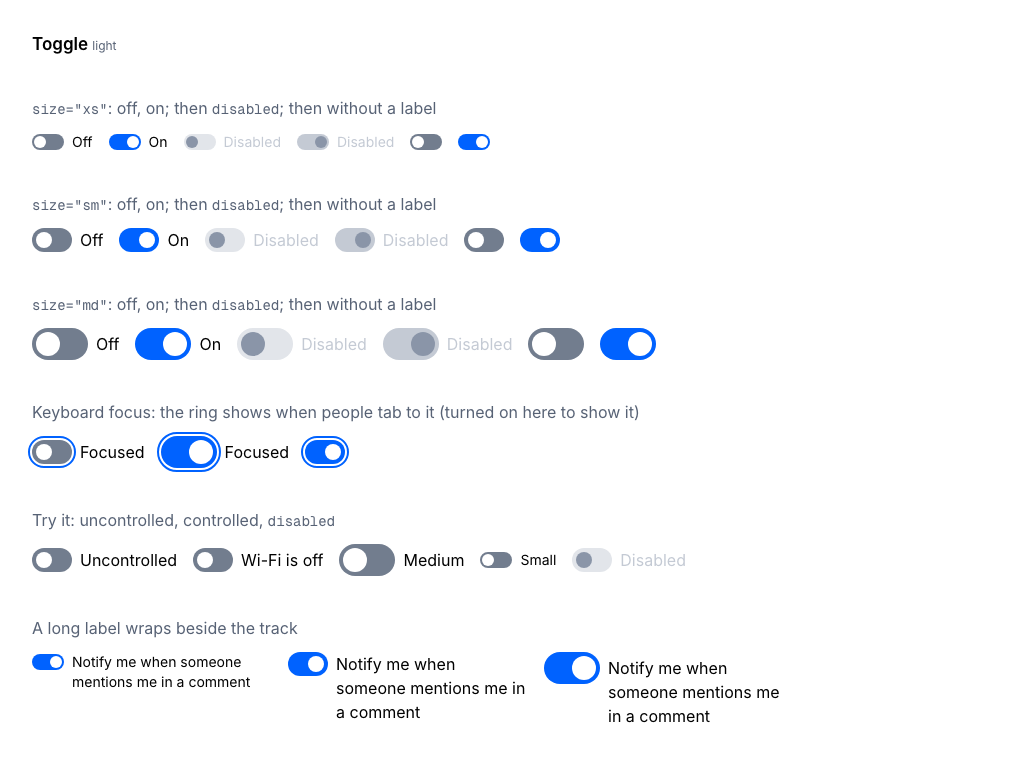 Toggle light
size="xs": off, on; then disabled; then without a label
Off On Disabled Disabled
size="sm": off, on; then disabled; then without a label
Off On Disabled Disabled
size="md": off, on; then disabled; then without a label
Off On Disabled Disabled
Keyboard focus: the ring shows when people tab to it (turned on here to show it)
Focused Focused
Try it: uncontrolled, controlled, disabled
Uncontrolled Wi-Fi is off Medium Small Disabled
A long label wraps beside the track
Notify me when someone
mentions me in a comment
Notify me when
someone mentions me in
a comment
Notify me when
someone mentions me
in a comment